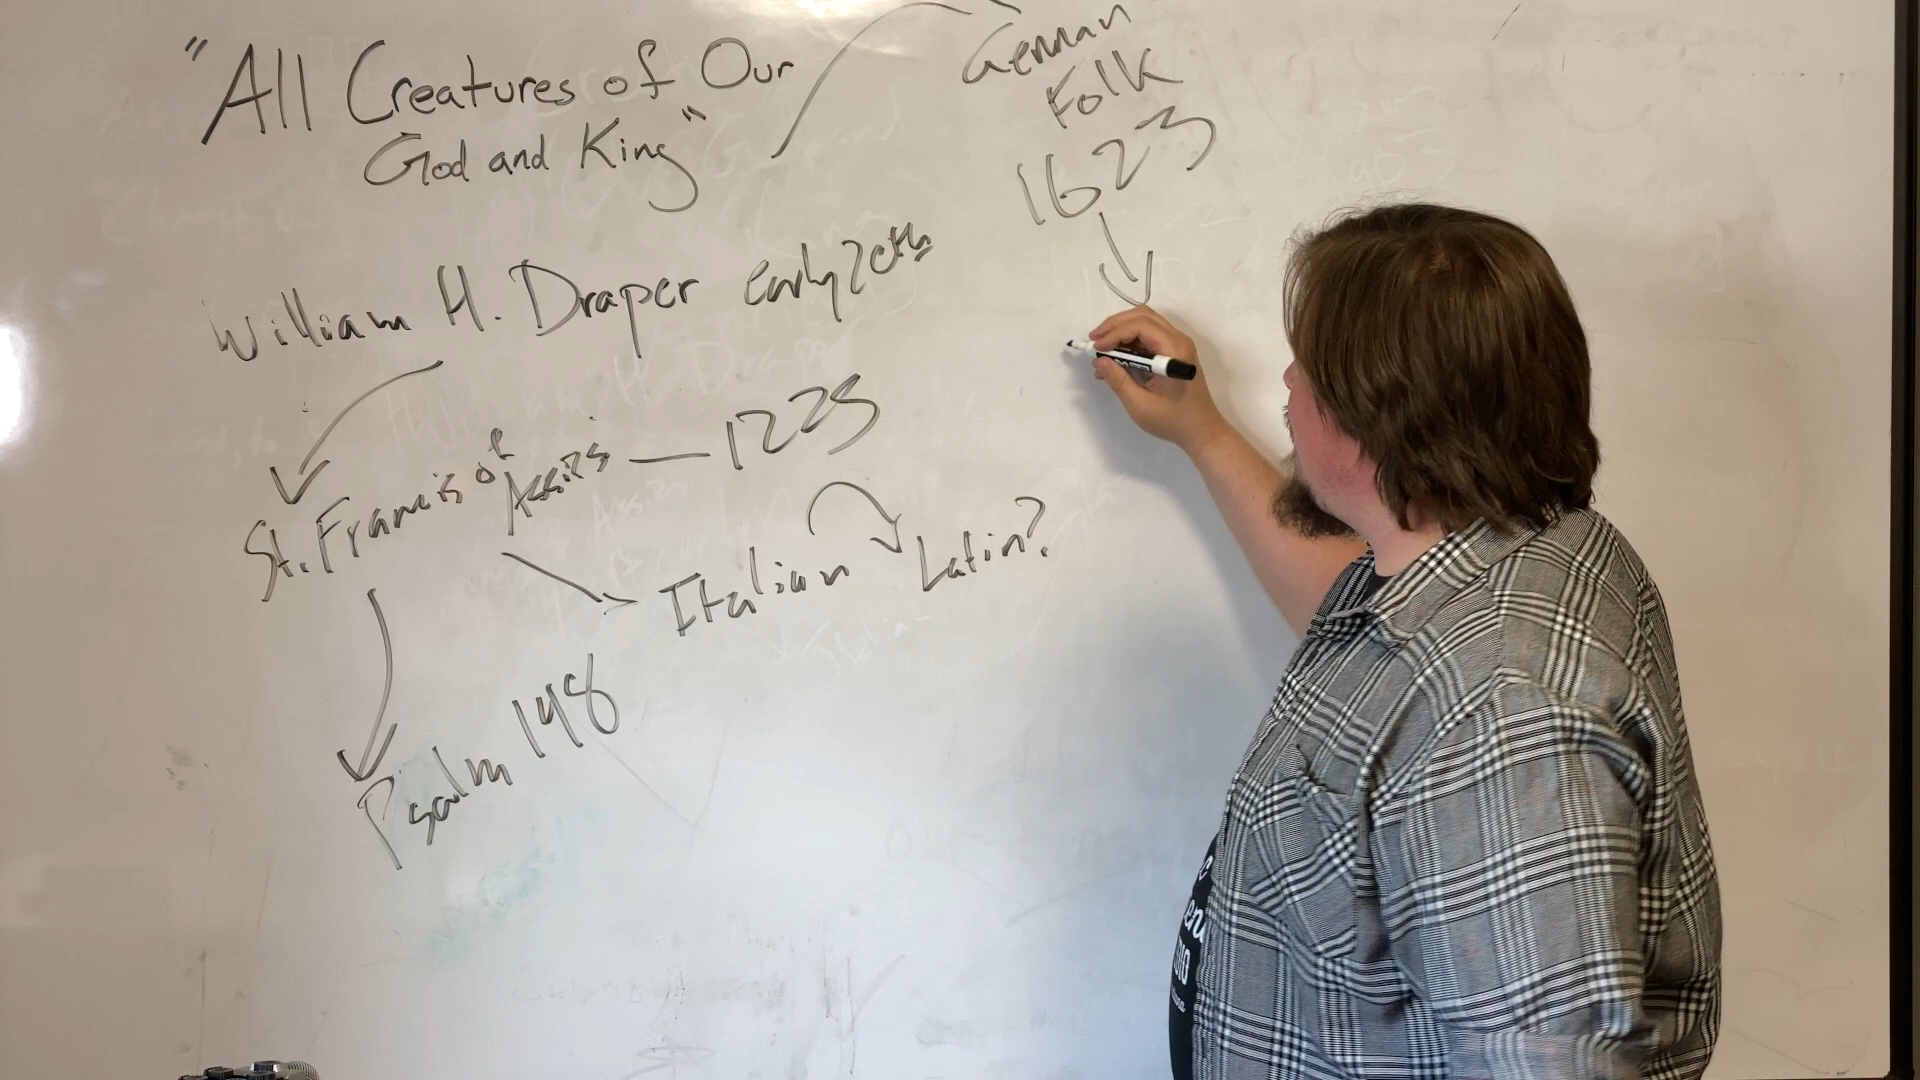 "All Creatures of Our
God and King"
German
Folk
1623
William H. Draper early 20th
St. Francis of Assisi — 1225
Italian Latin?
Psalm 148